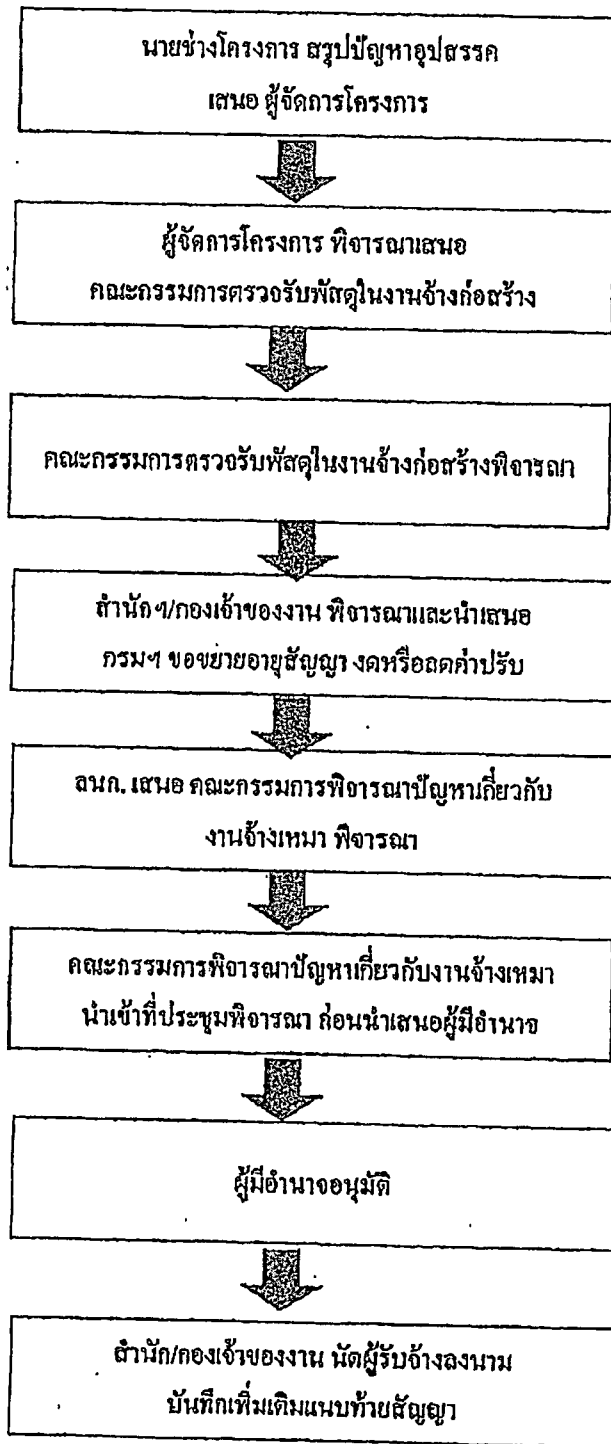 นายช่างโครงการ สรุปปัญหาอุปสรรค
เสนอ ผู้จัดการโครงการ
ผู้จัดการโครงการ พิจารณาเสนอ
คณะกรรมการตรวจรับพัสดุในงานจ้างก่อสร้าง
คณะกรรมการตรวจรับพัสดุในงานจ้างก่อสร้างพิจารณา
สำนักฯ/กองเจ้าของงาน พิจารณาและนำเสนอ
กรมฯ ขอขยายอายุสัญญา งดหรือลดค่าปรับ
ลนก. เสนอ คณะกรรมการพิจารณาปัญหาเกี่ยวกับ
งานจ้างเหมา พิจารณา
คณะกรรมการพิจารณาปัญหาเกี่ยวกับงานจ้างเหมา
นำเข้าที่ประชุมพิจารณา ก่อนนำเสนอผู้มีอำนาจ
ผู้มีอำนาจอนุมัติ
สำนัก/กองเจ้าของงาน นัดผู้รับจ้างลงนาม
บันทึกเพิ่มเติมแนบท้ายสัญญา